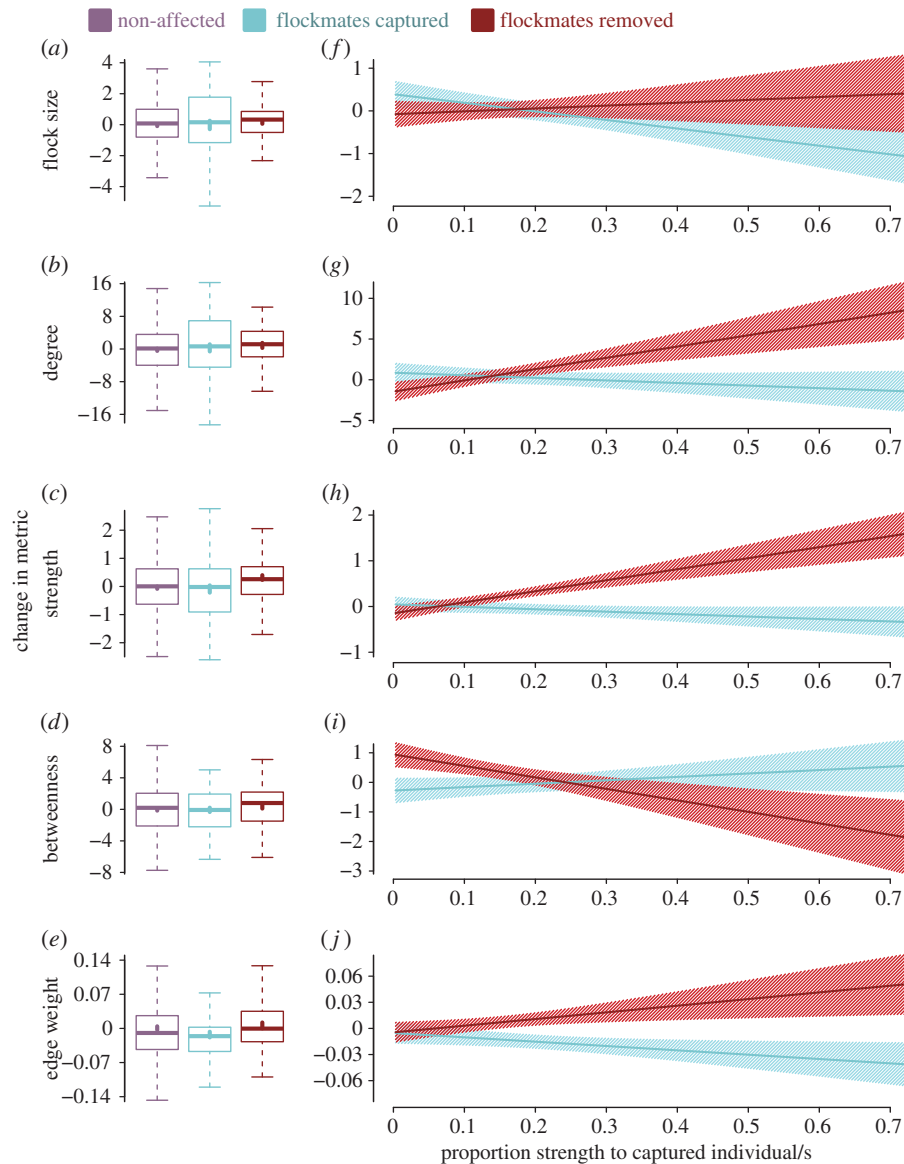 non-affected flockmates captured flockmates removed
(a) (f)
flock size
4
2
0
−2
−4
1
0
−1
−2
0 0.1 0.2 0.3 0.4 0.5 0.6 0.7
(b) (g)
degree
16
8
0
−8
−16
10
5
0
−5
0 0.1 0.2 0.3 0.4 0.5 0.6 0.7
(c) (h)
change in metric
strength
2
1
0
−1
−2
2
1
0
−1
0 0.1 0.2 0.3 0.4 0.5 0.6 0.7
(d) (i)
betweenness
8
4
0
−4
−8
1
0
−1
−2
−3
0 0.1 0.2 0.3 0.4 0.5 0.6 0.7
(e) (j)
edge weight
0.14
0.07
0
−0.07
−0.14
0.06
0.03
0
−0.03
−0.06
0 0.1 0.2 0.3 0.4 0.5 0.6 0.7
proportion strength to captured individual/s